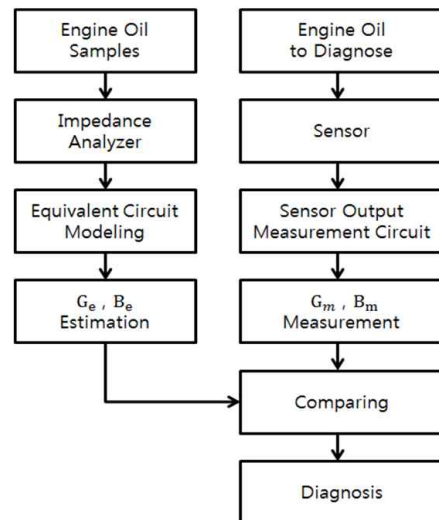 Engine Oil
Samples
Impedance
Analyzer
Equivalent Circuit
Modeling
Gₑ , Bₑ
Estimation
Engine Oil
to Diagnose
Sensor
Sensor Output
Measurement Circuit
Gₘ , Bₘ
Measurement
Comparing
Diagnosis